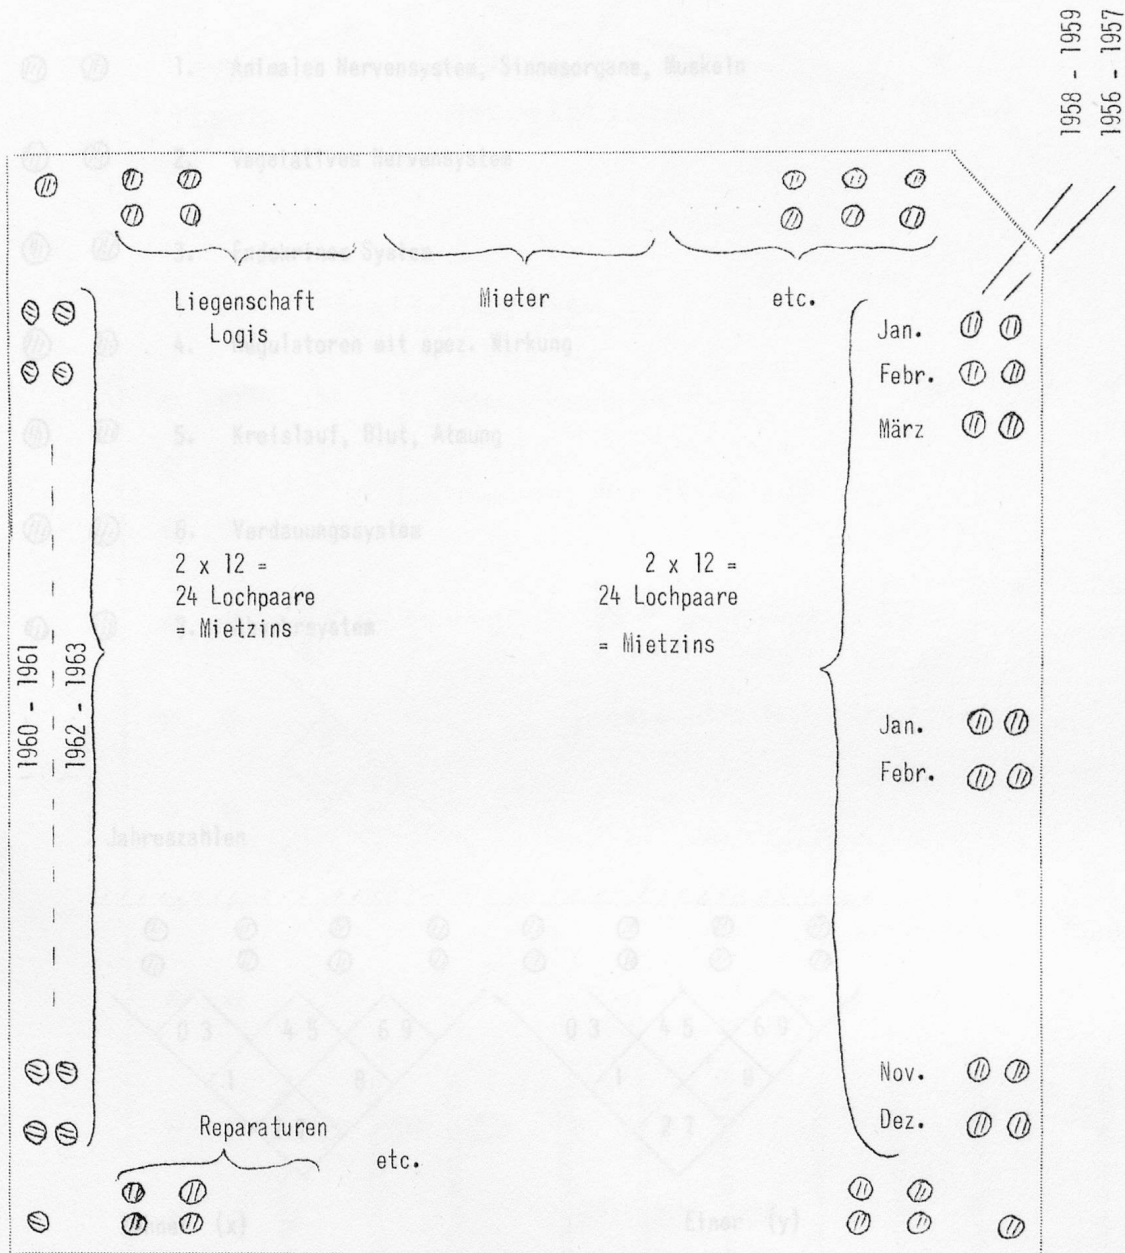 1958 - 1959
1956 - 1957
1. Animales Nervensystem, Sinnesorgane, Muskeln
2. Vegetatives Nervensystem
3. Endokrines System
Liegenschaft
Logis
Mieter
etc.
Jan.
Febr.
März
4. Regulatoren mit spez. Wirkung
5. Kreislauf, Blut, Atmung
6. Verdauungssystem
2 x 12 =
24 Lochpaare
= Mietzins
2 x 12 =
24 Lochpaare
= Mietzins
1960 - 1961
1962 - 1963
Jan.
Febr.
Jahreszahlen
0 3 4 5 6 9 0 3 4 5 6 9
1 8 1 8
2 7
Nov.
Dez.
Reparaturen
etc.
(x) Einer (y)